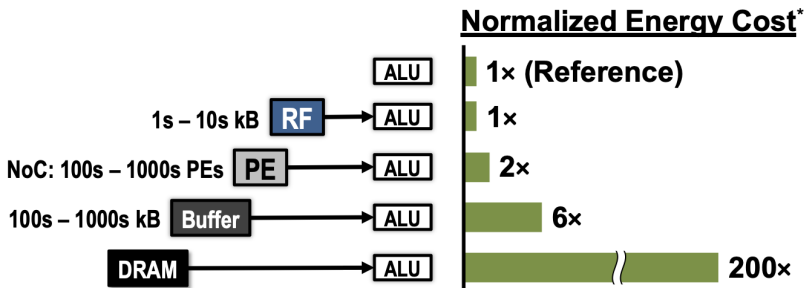 Normalized Energy Cost*
ALU 1× (Reference)
1s – 10s kB RF ALU 1×
NoC: 100s – 1000s PEs PE ALU 2×
100s – 1000s kB Buffer ALU 6×
DRAM ALU 200×